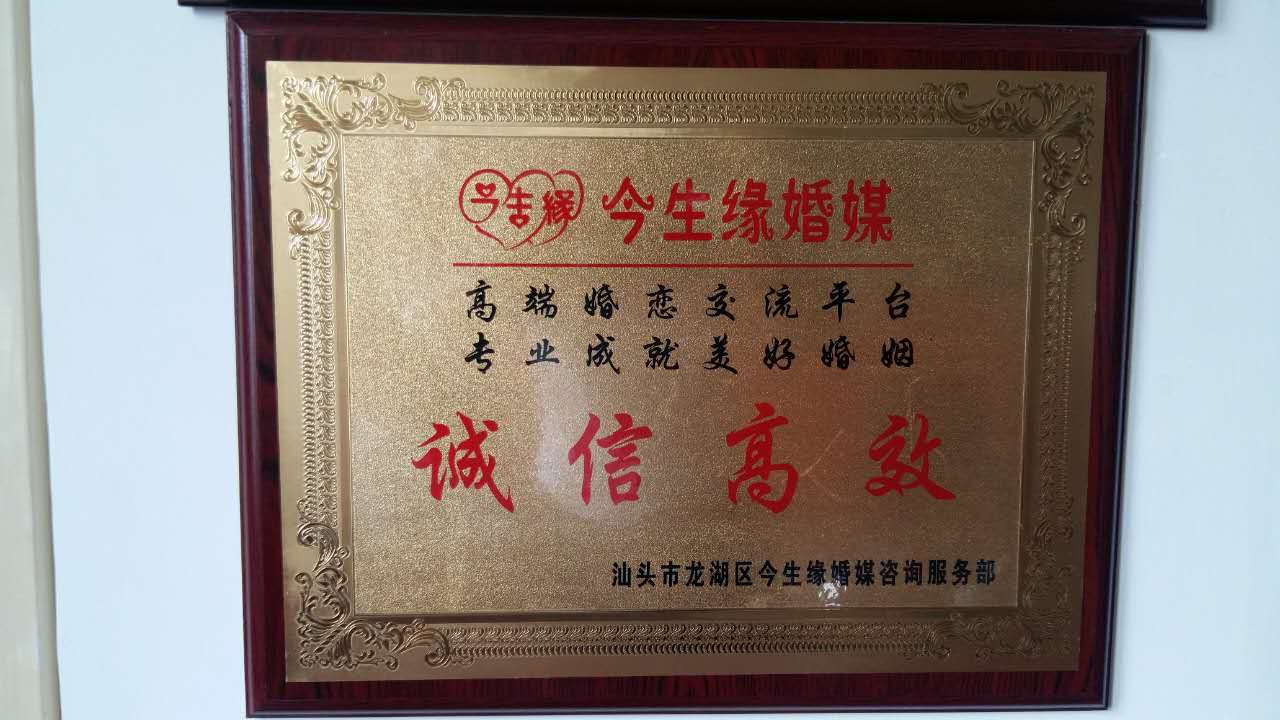 今生缘 今生缘婚媒
高端婚恋交流平台
专业成就美好婚姻
诚信高效
汕头市龙湖区今生缘婚媒咨询服务部